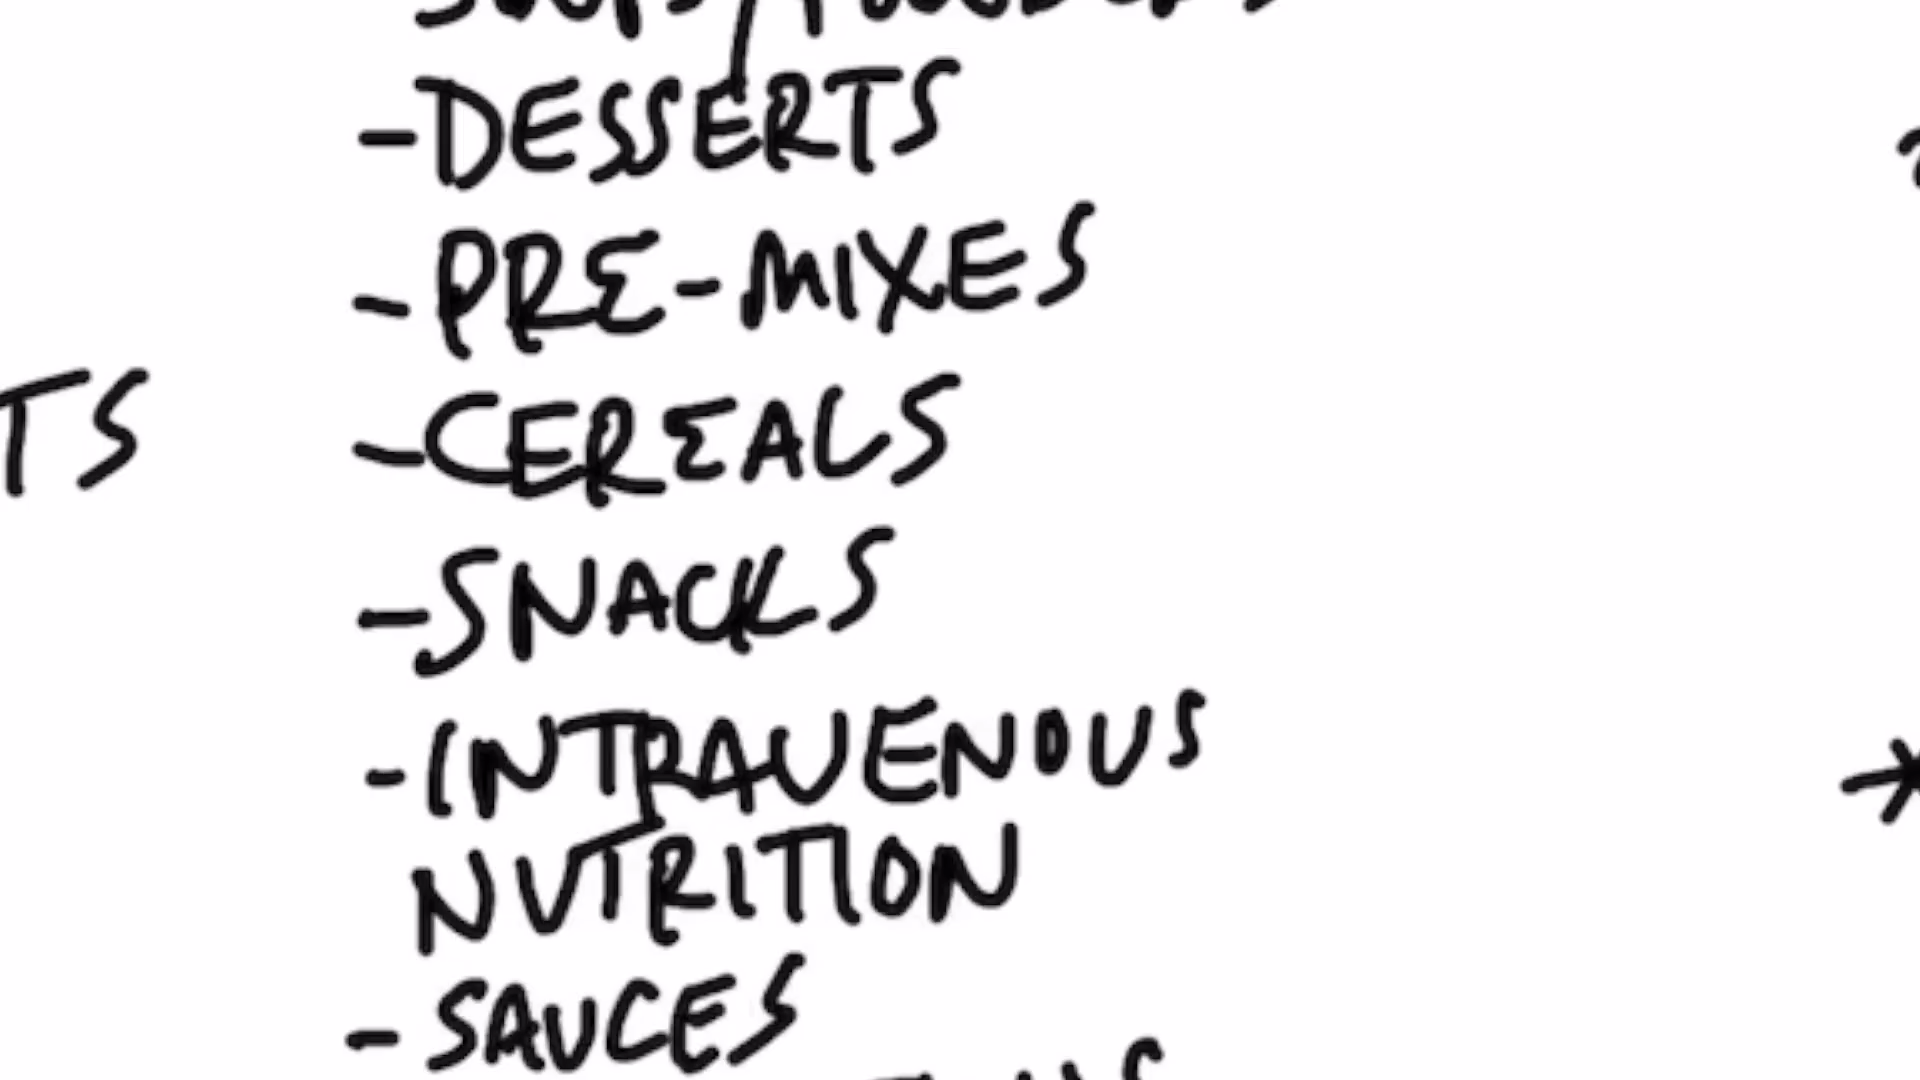 - DESSERTS
- PRE-MIXES
TS
- CEREALS
- SNACKS
- INTRAVENOUS
NUTRITION
- SAUCES